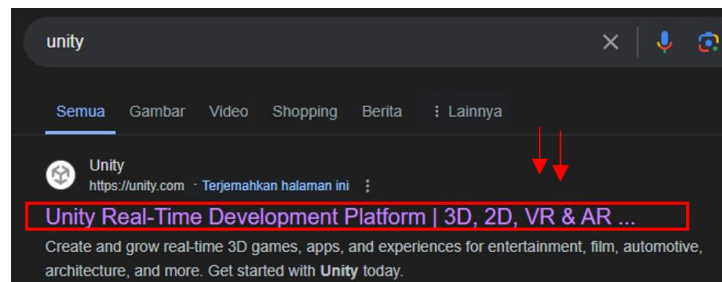 unity
Semua Gambar Video Shopping Berita Lainnya
Unity
https://unity.com · Terjemahkan halaman ini
Unity Real-Time Development Platform | 3D, 2D, VR & AR ...
Create and grow real-time 3D games, apps, and experiences for entertainment, film, automotive,
architecture, and more. Get started with Unity today.